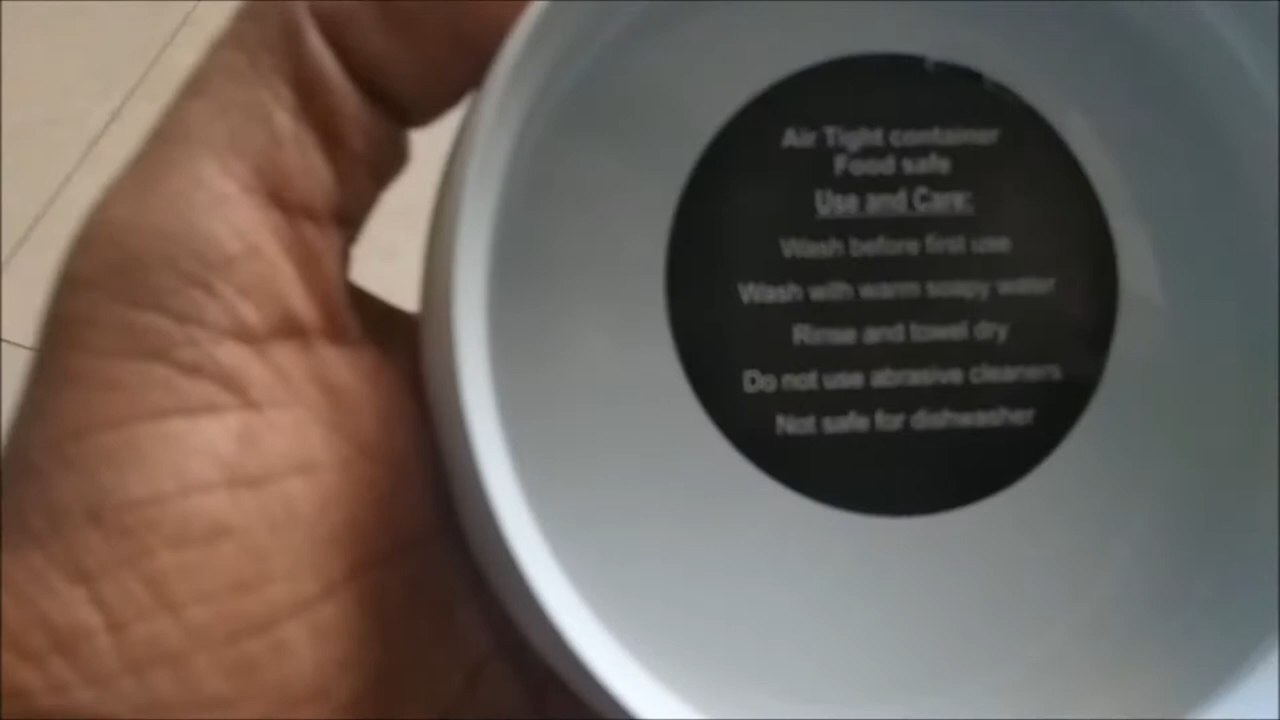 Air Tight container
Food safe
Use and Care:
Wash before first use
Wash with warm soapy water
Rinse and towel dry
Do not use abrasive cleaners
Not safe for dishwasher